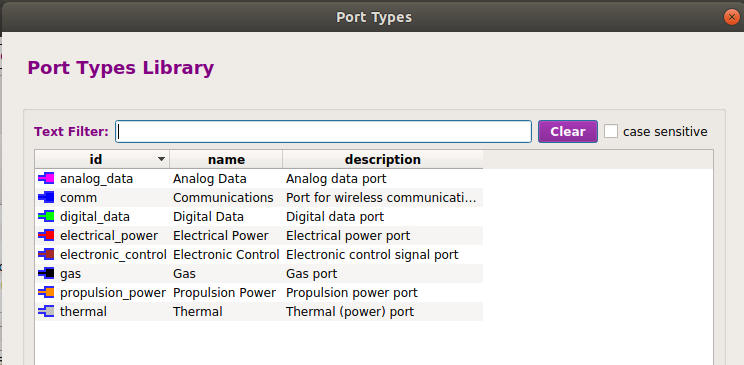 Port Types
Port Types Library
Text Filter: Clear case sensitive
id name description
analog_data Analog Data Analog data port
comm Communications Port for wireless communicati...
digital_data Digital Data Digital data port
electrical_power Electrical Power Electrical power port
electronic_control Electronic Control Electronic control signal port
gas Gas Gas port
propulsion_power Propulsion Power Propulsion power port
thermal Thermal Thermal (power) port